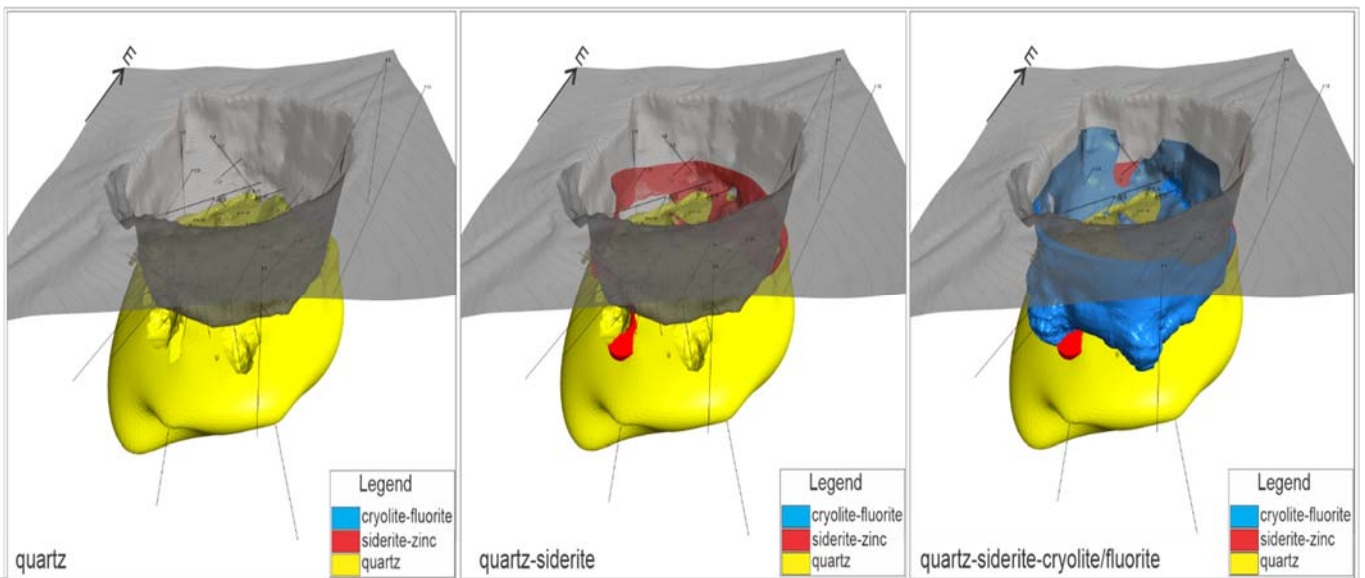 E
Legend
cryolite-fluorite
siderite-zinc
quartz
quartz
E
Legend
cryolite-fluorite
siderite-zinc
quartz
quartz-siderite
E
Legend
cryolite-fluorite
siderite-zinc
quartz
quartz-siderite-cryolite/fluorite